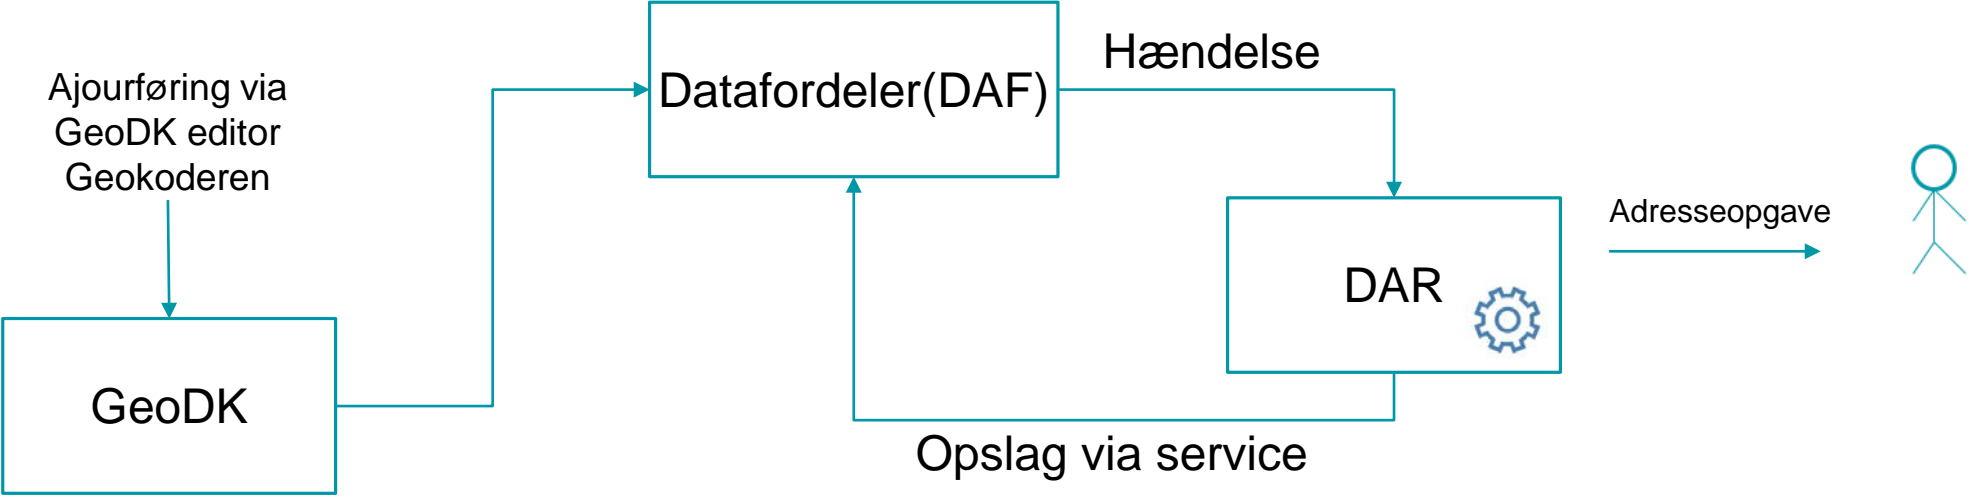 Ajourføring via
GeoDK editor
Geokoderen
GeoDK
Datafordeler(DAF)
Hændelse
DAR
Opslag via service
Adresseopgave